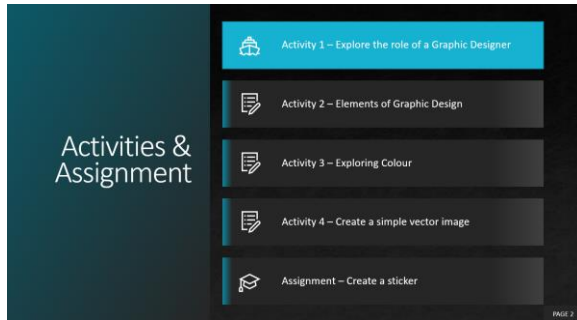 Activities &
Assignment
Activity 1 – Explore the role of a Graphic Designer
Activity 2 – Elements of Graphic Design
Activity 3 – Exploring Colour
Activity 4 – Create a simple vector image
Assignment – Create a sticker
PAGE 2